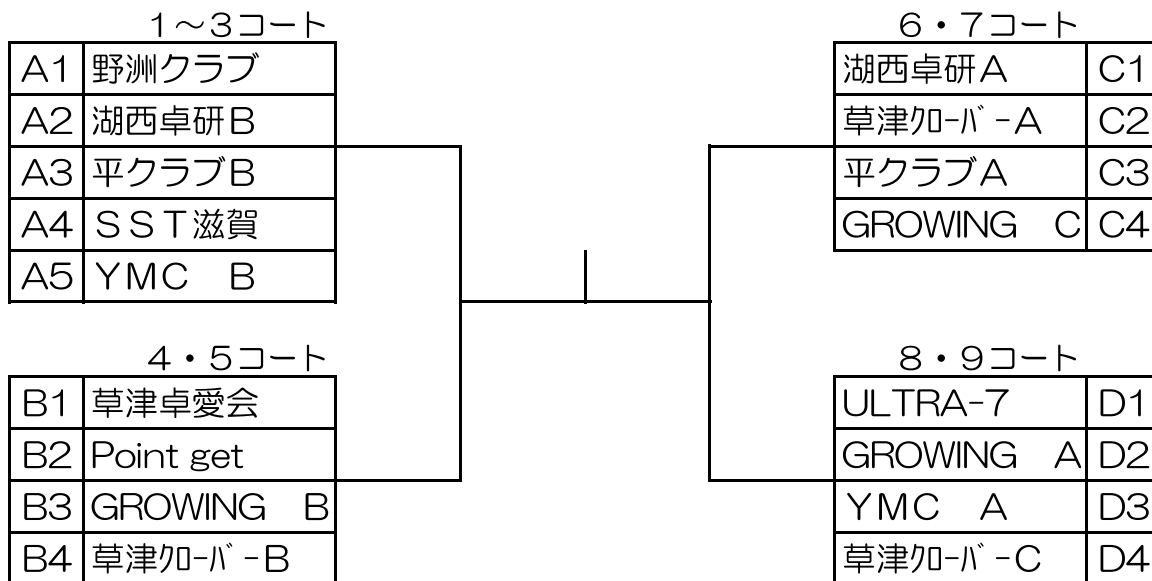 1～3コート
A1 野洲クラブ
A2 湖西卓研B
A3 平クラブB
A4 ＳＳＴ滋賀
A5 YMC　B
4・5コート
B1 草津卓愛会
B2 Point get
B3 GROWING　B
B4 草津ｸﾛｰﾊﾞｰB
6・7コート
湖西卓研A C1
草津ｸﾛｰﾊﾞｰA C2
平クラブA C3
GROWING　C C4
8・9コート
ULTRA-7 D1
GROWING　A D2
YMC　A D3
草津ｸﾛｰﾊﾞｰC D4